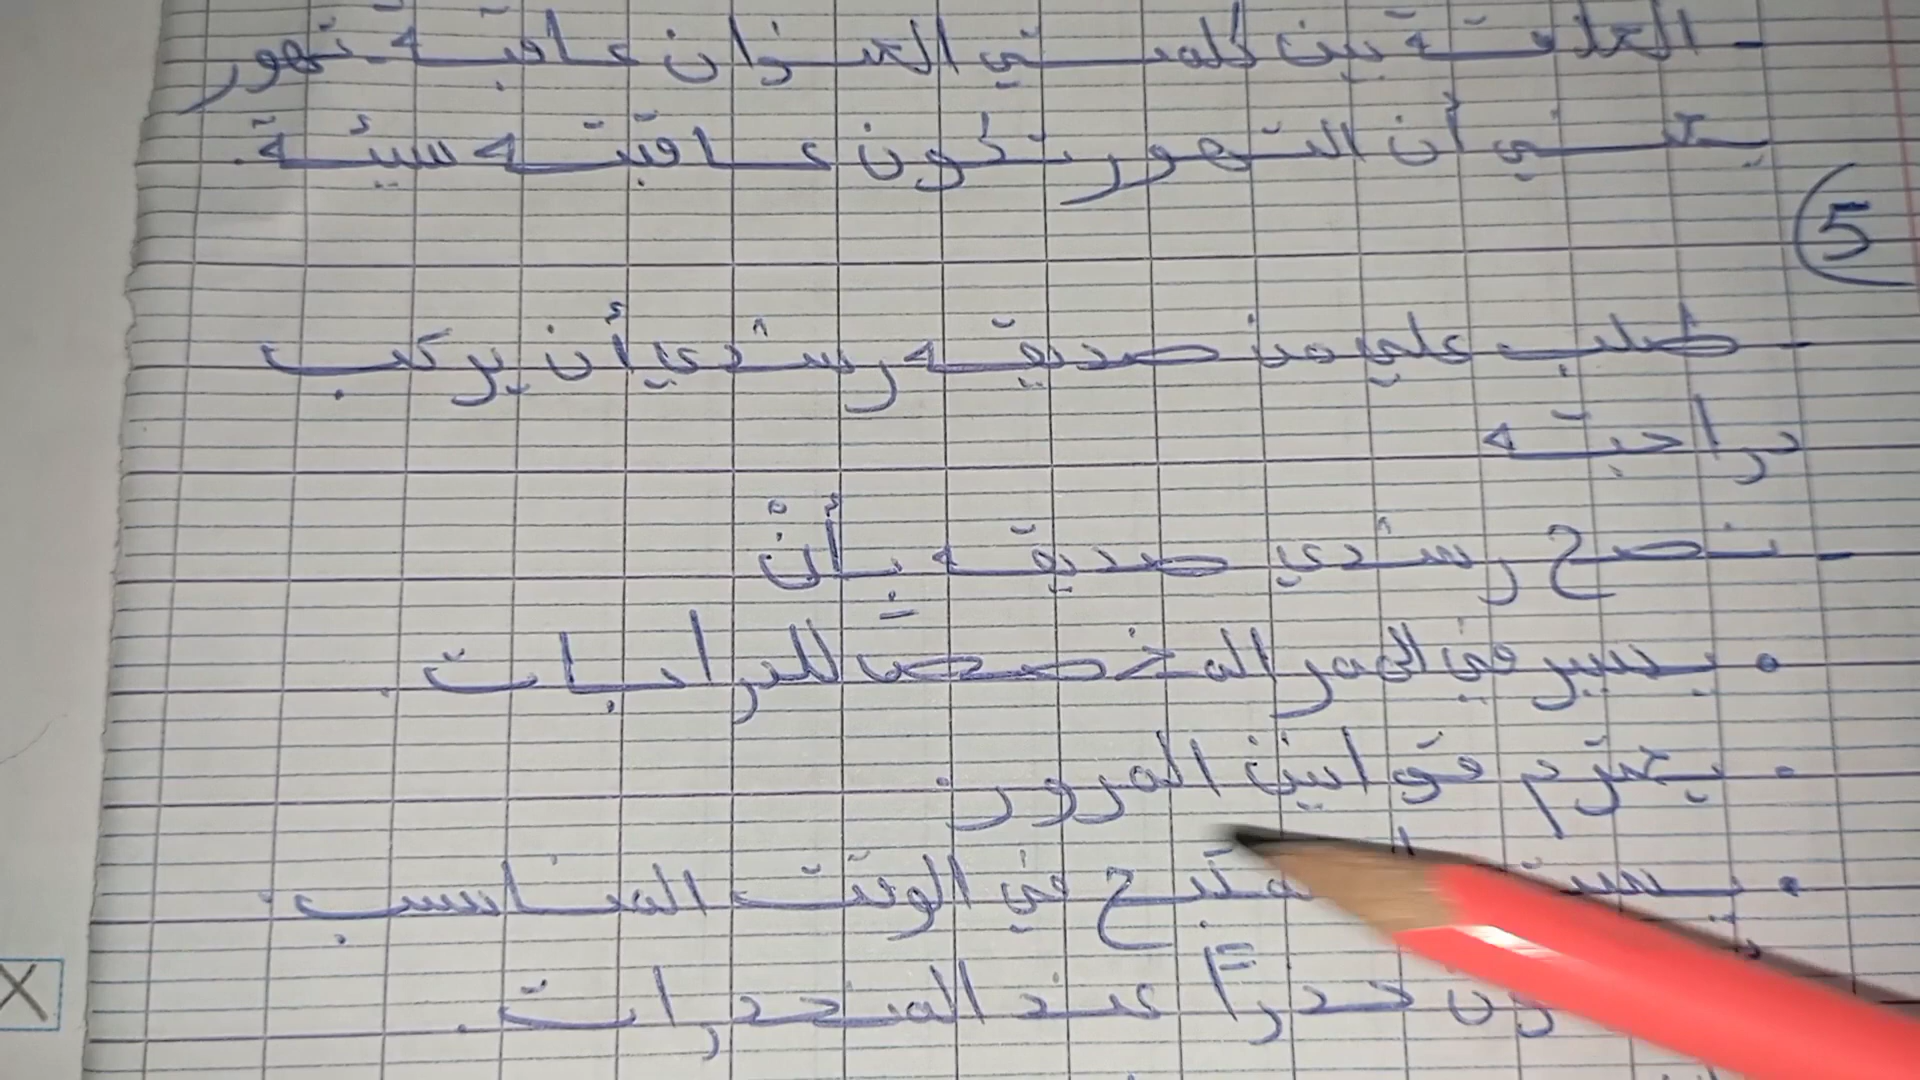 - العلاقة بين كلمتي العنوان عاقبة تهور
يعني أن التهور تكون عاقبته سيئة.
5
- طلب علي من صديقه رشدي أن يركب
دراجته
- نصح رشدي صديقه بأن
• يسير في الممر المخصص للدراجات.
• يحترم قوانين المرور.
• المكبح في الوقت المناسب.
حذراً عند المنحدرات.
X